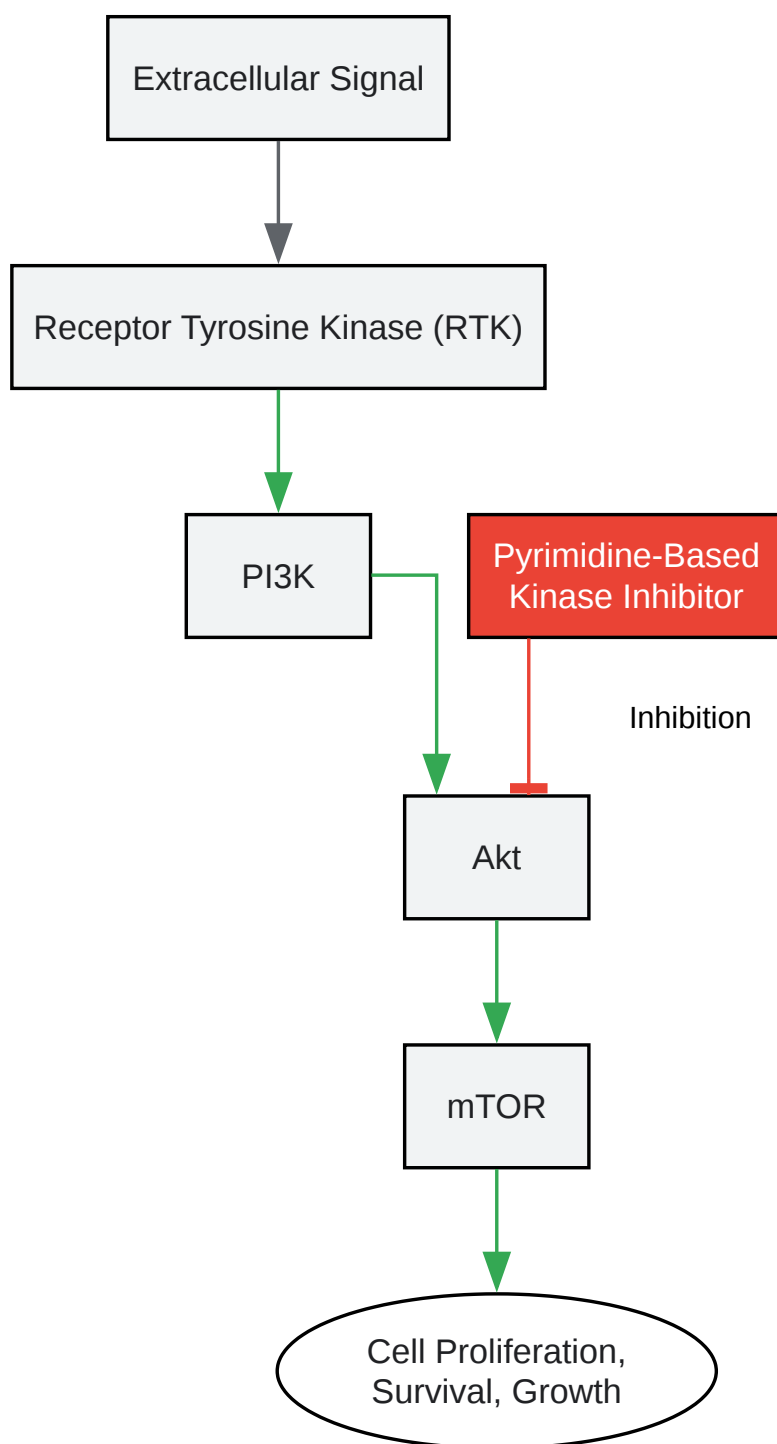 Extracellular Signal
Receptor Tyrosine Kinase (RTK)
PI3K
Pyrimidine-Based
Kinase Inhibitor
Inhibition
Akt
mTOR
Cell Proliferation,
Survival, Growth